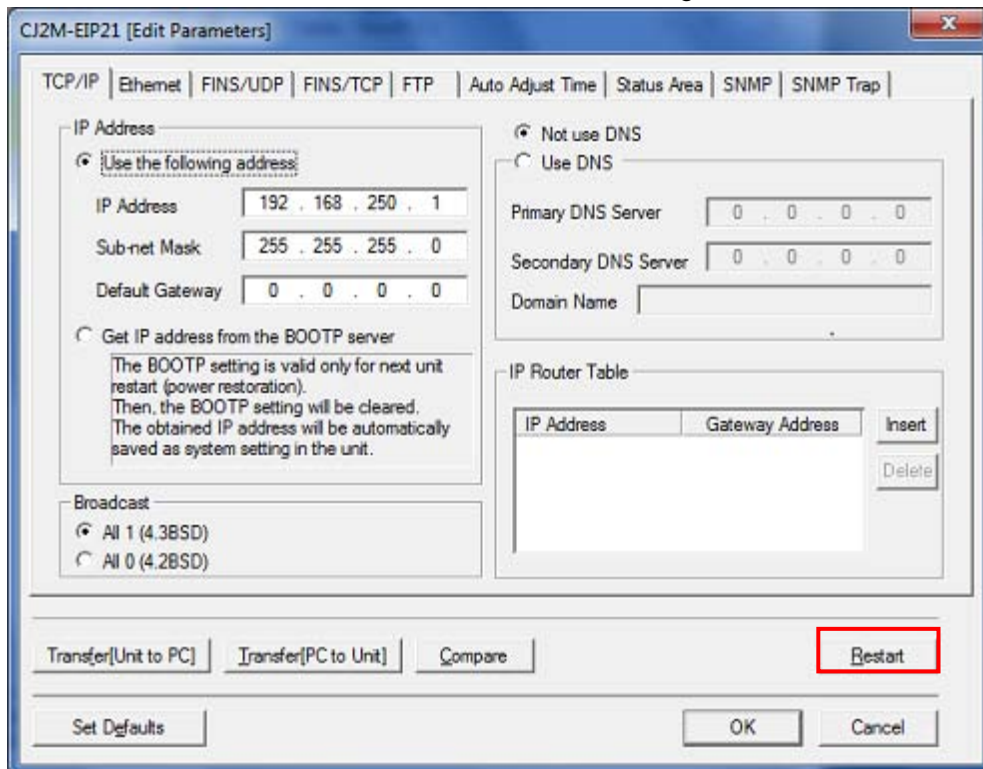 CJ2M-EIP21 [Edit Parameters]
TCP/IP Ethernet FINS/UDP FINS/TCP FTP Auto Adjust Time Status Area SNMP SNMP Trap
IP Address
Use the following address
IP Address 192 . 168 . 250 . 1
Sub-net Mask 255 . 255 . 255 . 0
Default Gateway 0 . 0 . 0 . 0
Get IP address from the BOOTP server
The BOOTP setting is valid only for next unit
restart (power restoration).
Then, the BOOTP setting will be cleared.
The obtained IP address will be automatically
saved as system setting in the unit.
Broadcast
All 1 (4.3BSD)
All 0 (4.2BSD)
Not use DNS
Use DNS
Primary DNS Server 0 . 0 . 0 . 0
Secondary DNS Server 0 . 0 . 0 . 0
Domain Name
IP Router Table
IP Address Gateway Address
Insert
Delete
Transfer[Unit to PC] Transfer[PC to Unit] Compare Restart
Set Defaults OK Cancel